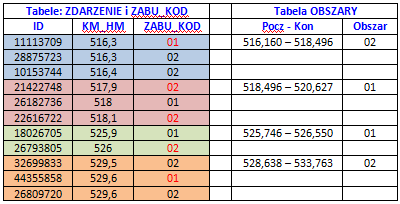 Tabele: ZDARZENIE i ZABU_KOD Tabela OBSZARY
ID KM_HM ZABU_KOD Pocz - Kon Obszar
11113709 516,3 01 516,160 – 518,496 02
28875723 516,3 02
10153744 516,4 02
21422748 517,9 02 518,496 – 520,627 01
26182736 518 01
22616722 518,1 02
18026705 525,9 01 525,746 – 526,550 01
26793805 526 02
32699833 529,5 02 528,638 – 533,763 02
44355858 529,6 01
26809720 529,6 02